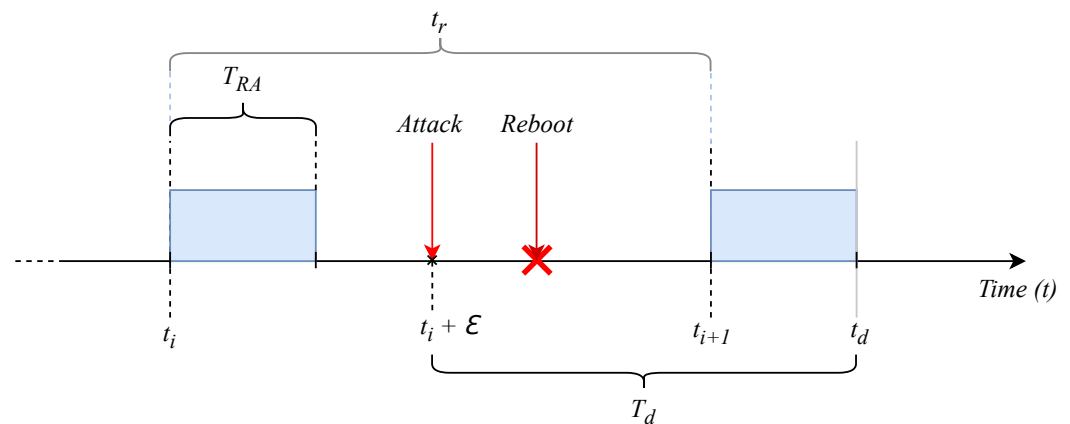 t_r
T_RA
Attack Reboot
Time (t)
t_i
t_i + ε
t_i+1
t_d
T_d